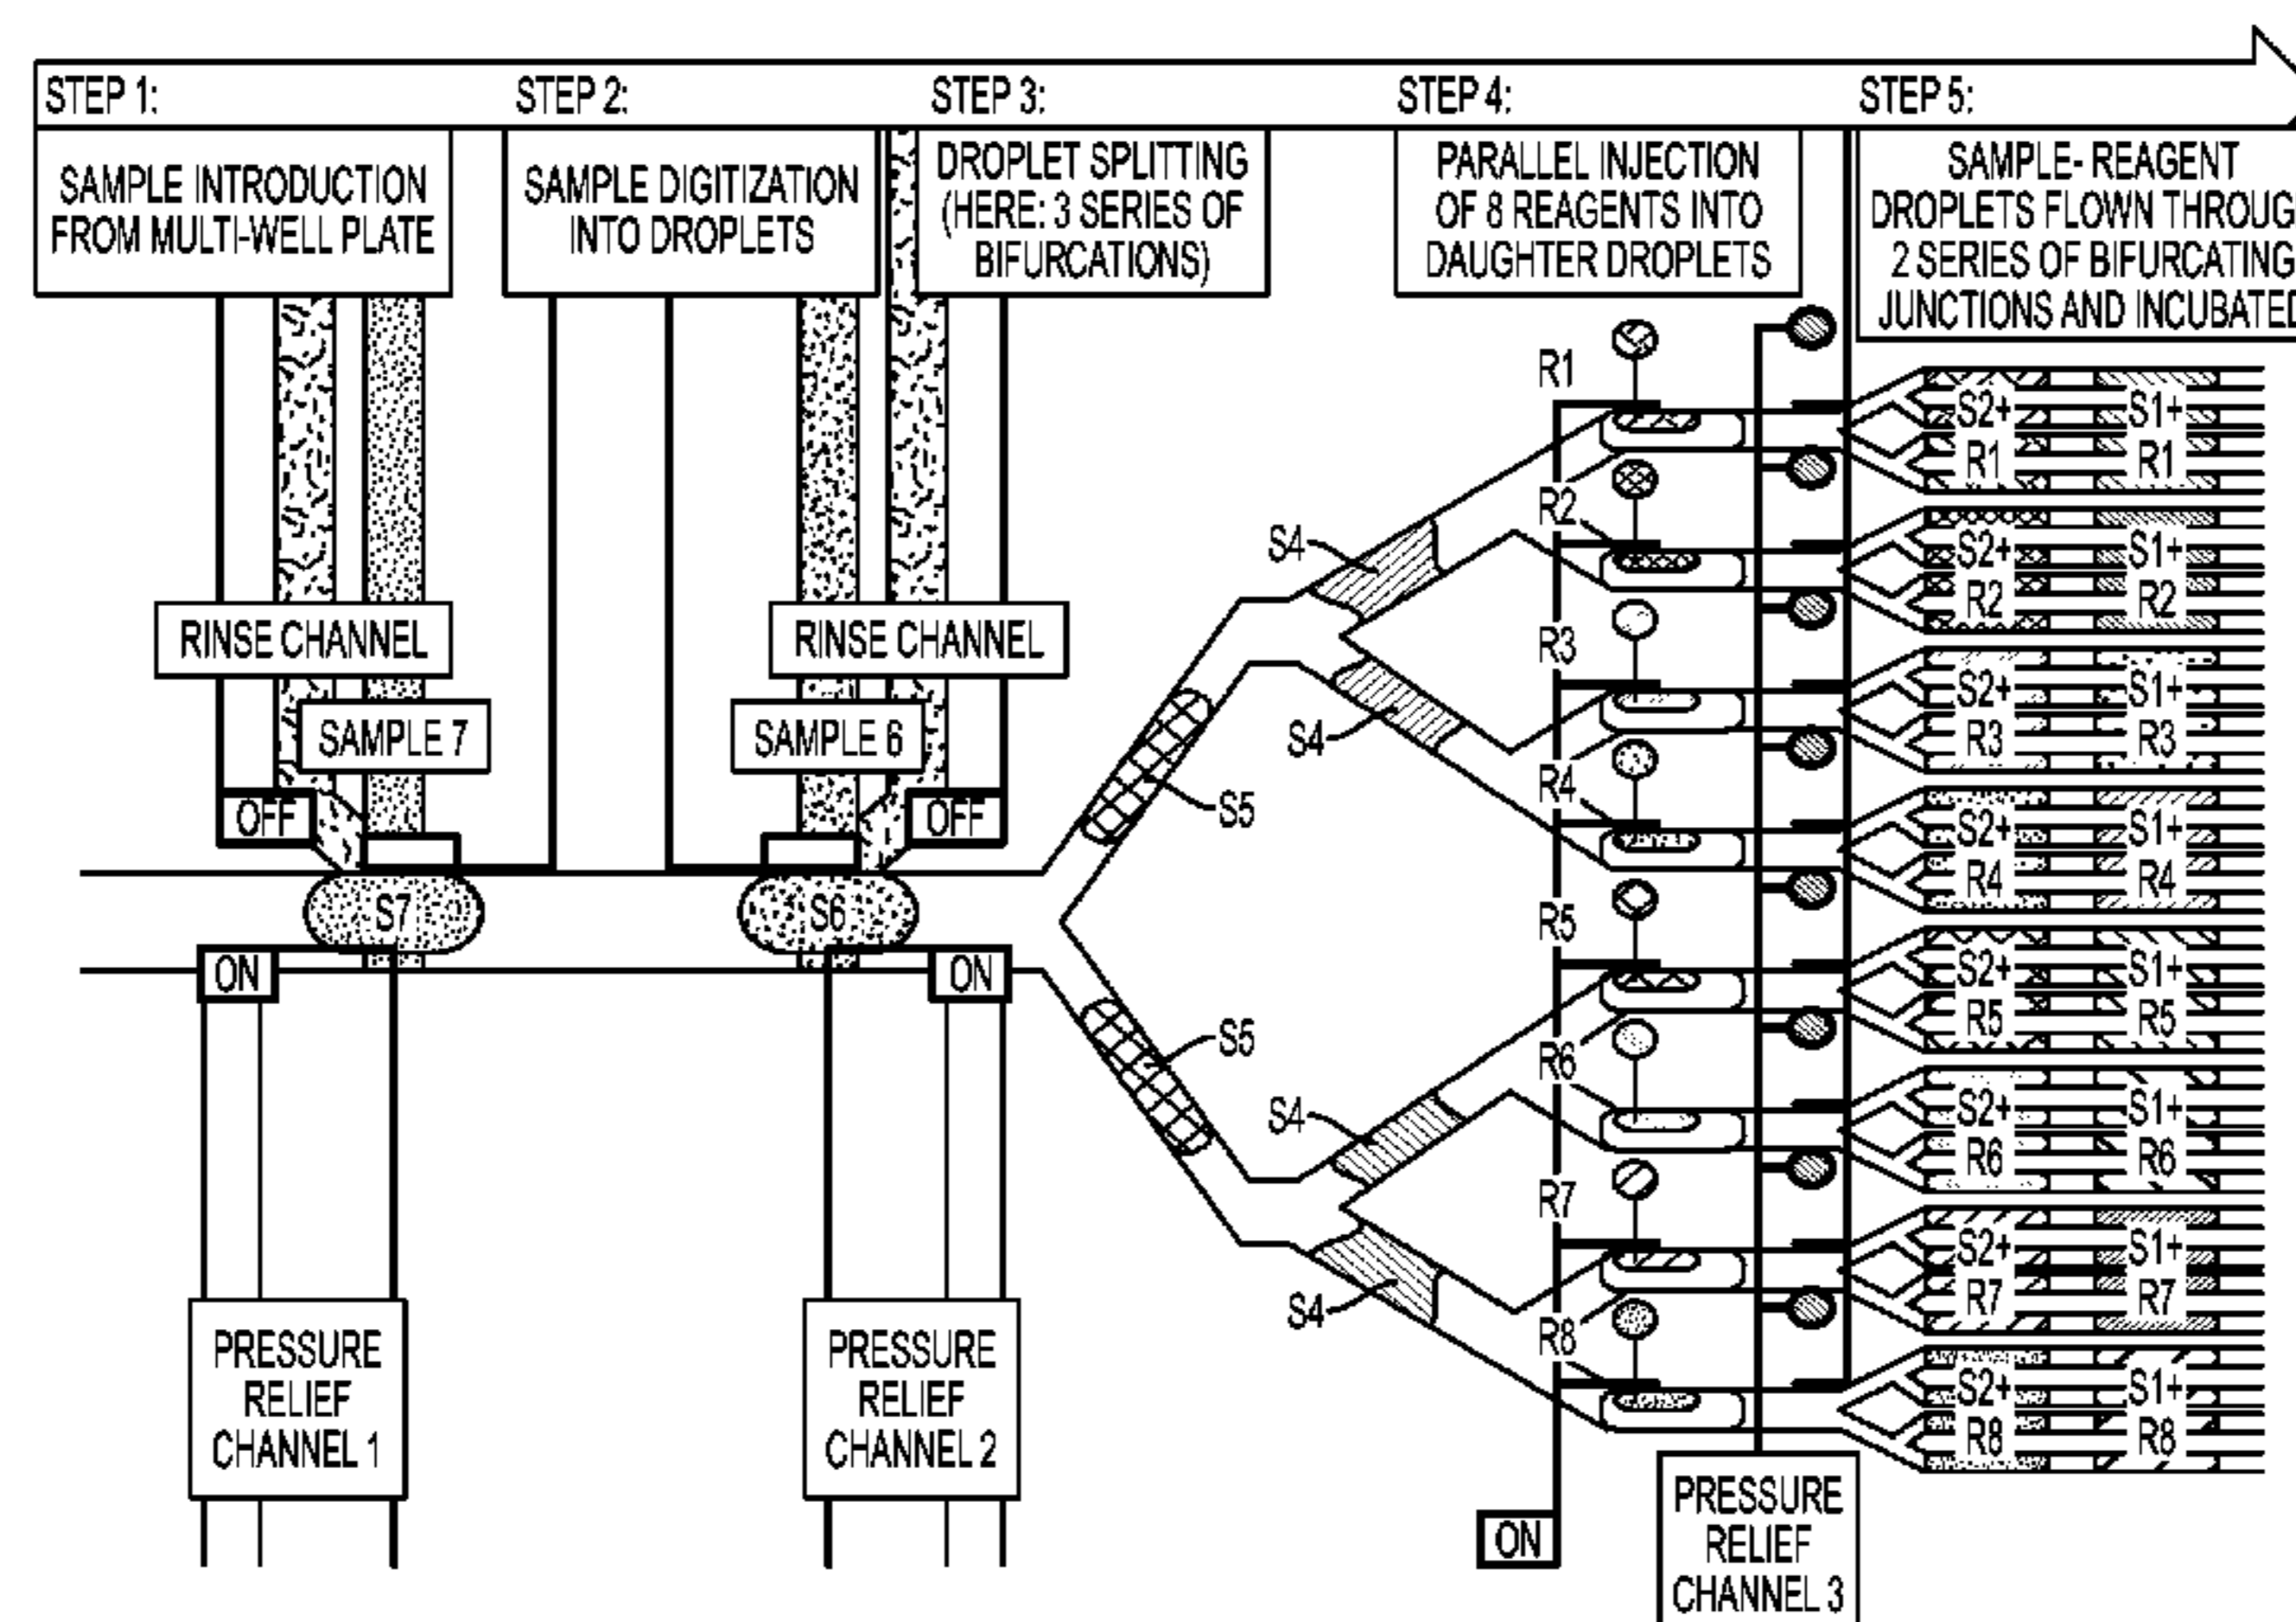 STEP 1:
STEP 2:
STEP 3:
STEP 4:
STEP 5:
SAMPLE INTRODUCTION
FROM MULTI-WELL PLATE
SAMPLE DIGITIZATION
INTO DROPLETS
DROPLET SPLITTING
(HERE: 3 SERIES OF
BIFURCATIONS)
PARALLEL INJECTION
OF 8 REAGENTS INTO
DAUGHTER DROPLETS
SAMPLE- REAGENT
DROPLETS FLOWN THROUG
2 SERIES OF BIFURCATING
JUNCTIONS AND INCUBATED
RINSE CHANNEL
SAMPLE 7
OFF
S7
ON
PRESSURE
RELIEF
CHANNEL 1
RINSE CHANNEL
SAMPLE 6
OFF
S6
ON
PRESSURE
RELIEF
CHANNEL 2
S5
S5
S4
S4
S4
S4
R1
R2
R3
R4
R5
R6
R7
R8
ON
PRESSURE
RELIEF
CHANNEL 3
S2+ S1+
R1 R1
S2+ S1+
R2 R2
S2+ S1+
R3 R3
S2+ S1+
R4 R4
S2+ S1+
R5 R5
S2+ S1+
R6 R6
S2+ S1+
R7 R7
S2+ S1+
R8 R8